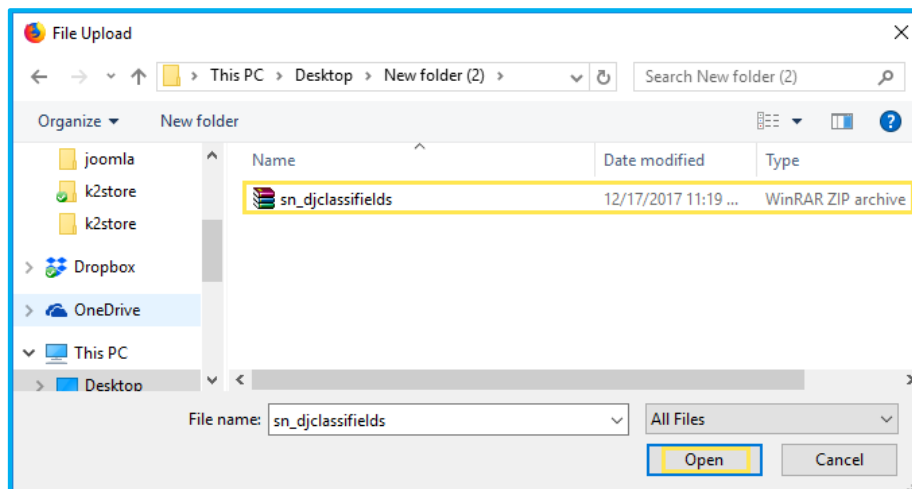 File Upload
This PC > Desktop > New folder (2) >
Search New folder (2)
Organize
New folder
Name
Date modified
Type
joomla
k2store
k2store
Dropbox
OneDrive
This PC
Desktop
sn_djclassifields
12/17/2017 11:19 ...
WinRAR ZIP archive
File name:
sn_djclassifields
All Files
Open
Cancel